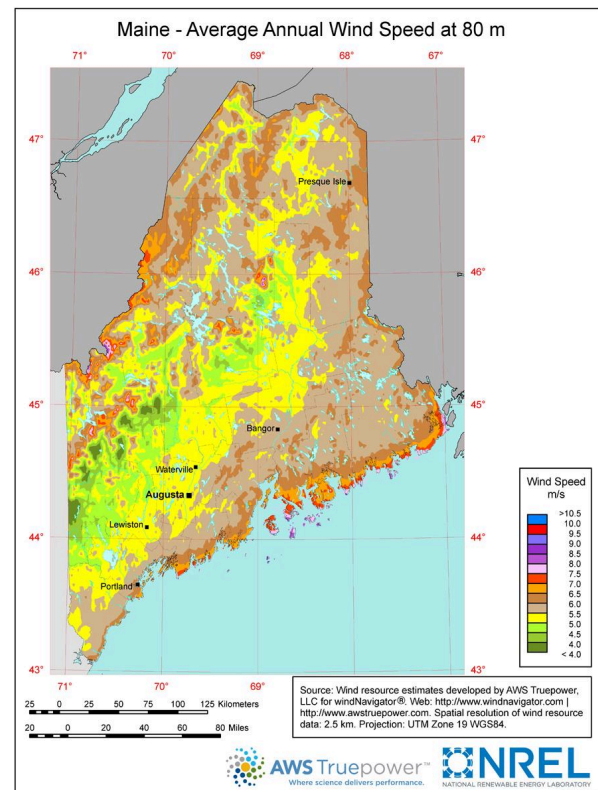 Maine - Average Annual Wind Speed at 80 m
71° 70° 69° 68° 67°
47° 47°
Presque Isle
46° 46°
45° 45°
Bangor
Waterville
Augusta
Lewiston
44° 44°
Portland
43° 43°
71° 70° 69° 68° 67°
Wind Speed
m/s
>10.5
10.0
9.5
9.0
8.5
8.0
7.5
7.0
6.5
6.0
5.5
5.0
4.5
4.0
< 4.0
25 0 25 50 75 100 125 Kilometers
20 0 20 40 60 80 Miles
Source: Wind resource estimates developed by AWS Truepower,
LLC for windNavigator®. Web: http://www.windnavigator.com |
http://www.awstruepower.com. Spatial resolution of wind resource
data: 2.5 km. Projection: UTM Zone 19 WGS84.
AWS Truepower™
Where science delivers performance.
NREL
NATIONAL RENEWABLE ENERGY LABORATORY